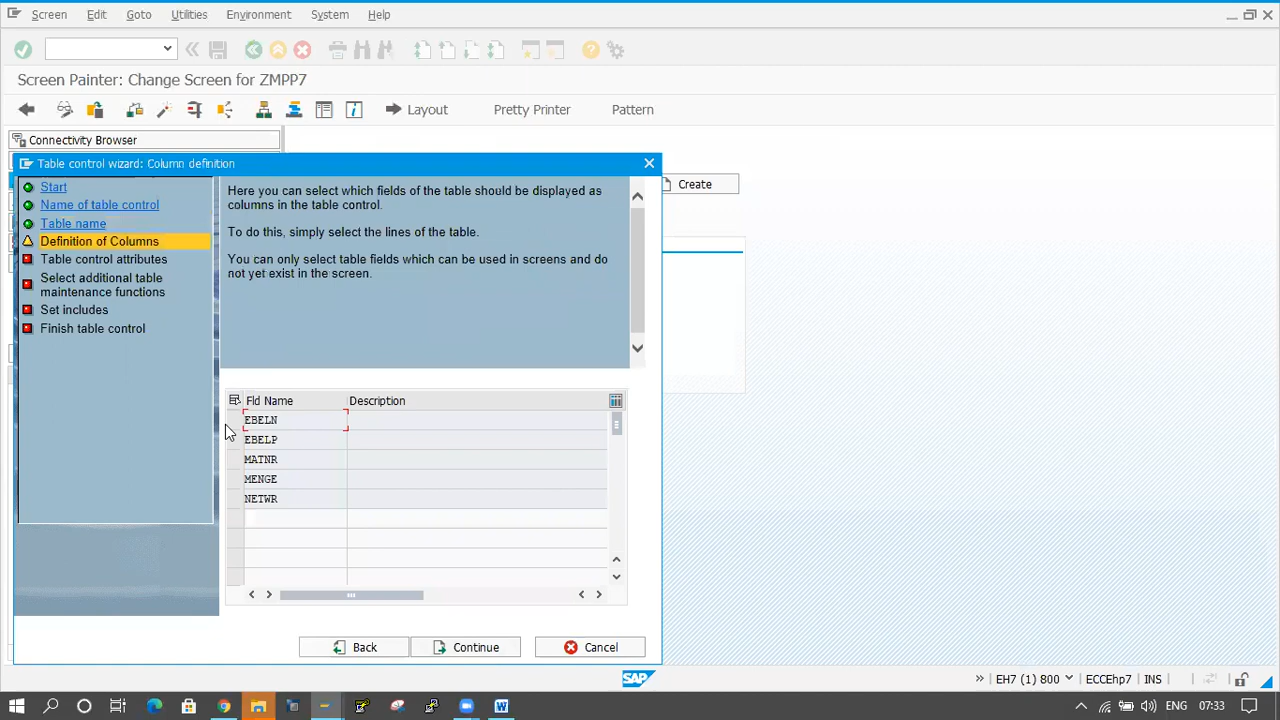 Screen Edit Goto Utilities Environment System Help
Screen Painter: Change Screen for ZMPP7
Layout Pretty Printer Pattern
Connectivity Browser
Table control wizard: Column definition
Create
Start
Name of table control
Table name
Definition of Columns
Table control attributes
Select additional table
maintenance functions
Set includes
Finish table control
Here you can select which fields of the table should be displayed as
columns in the table control.
To do this, simply select the lines of the table.
You can only select table fields which can be used in screens and do
not yet exist in the screen.
Fld Name Description
EBELN
EBELP
MATNR
MENGE
NETWR
Back Continue Cancel
SAP
EH7 (1) 800 ECCEhp7 INS
ENG 07:33